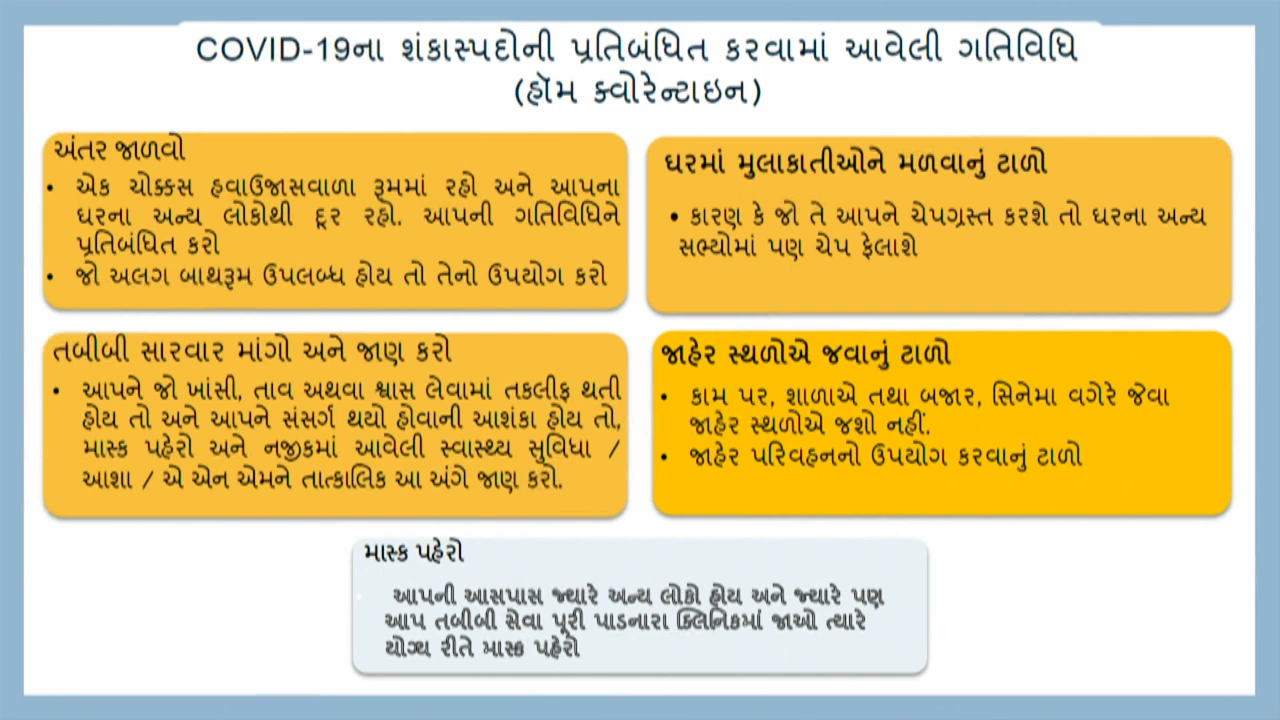 COVID-19ના શંકાસ્પદોની પ્રતિબંધિત કરવામાં આવેલી ગતિવિધિ
(હૉમ ક્વોરેન્ટાઇન)
અંતર જાળવો
• એક ચોક્કસ હવાઉજાસવાળા રૂમમાં રહો અને આપના
ઘરના અન્ય લોકોથી દૂર રહો. આપની ગતિવિધિને
પ્રતિબંધિત કરો
• જો અલગ બાથરૂમ ઉપલબ્ધ હોય તો તેનો ઉપયોગ કરો
ઘરમાં મુલાકાતીઓને મળવાનું ટાળો
• કારણ કે જો તે આપને ચેપગ્રસ્ત કરશે તો ઘરના અન્ય
સભ્યોમાં પણ ચેપ ફેલાશે
તબીબી સારવાર માંગો અને જાણ કરો
• આપને જો ખાંસી, તાવ અથવા શ્વાસ લેવામાં તકલીફ થતી
હોય તો અને આપને સંસર્ગ થયો હોવાની આશંકા હોય તો,
માસ્ક પહેરો અને નજીકમાં આવેલી સ્વાસ્થ્ય સુવિધા /
આશા / એ એન એમને તાત્કાલિક આ અંગે જાણ કરો.
જાહેર સ્થળોએ જવાનું ટાળો
• કામ પર, શાળાએ તથા બજાર, સિનેમા વગેરે જેવા
જાહેર સ્થળોએ જશો નહીં.
• જાહેર પરિવહનનો ઉપયોગ કરવાનું ટાળો
માસ્ક પહેરો
• આપની આસપાસ જ્યારે અન્ય લોકો હોય અને જ્યારે પણ
આપ તબીબી સેવા પૂરી પાડનારા ક્લિનિકમાં જાઓ ત્યારે
યોગ્ય રીતે માસ્ક પહેરો